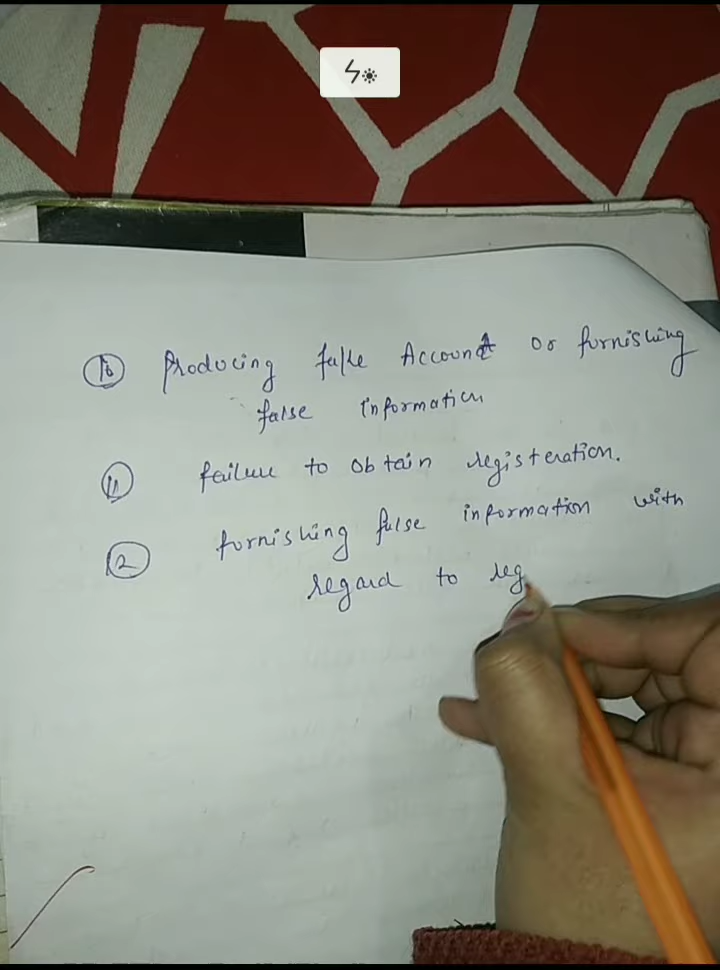 10 Producing fake Account or furnishing
false information
11 failure to obtain registeration.
12 furnishing false information with
regard to reg